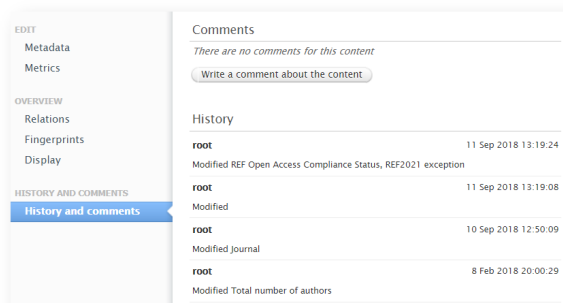 EDIT
Metadata
Metrics
OVERVIEW
Relations
Fingerprints
Display
HISTORY AND COMMENTS
History and comments
Comments
There are no comments for this content
Write a comment about the content
History
root 11 Sep 2018 13:19:24
Modified REF Open Access Compliance Status, REF2021 exception
root 11 Sep 2018 13:19:08
Modified
root 10 Sep 2018 12:50:09
Modified Journal
root 8 Feb 2018 20:00:29
Modified Total number of authors